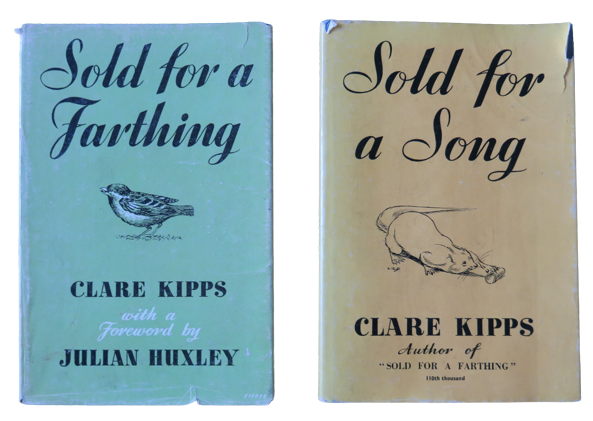 Sold for a
Farthing
CLARE KIPPS
with a
Foreword by
JULIAN HUXLEY
Sold for
a Song
CLARE KIPPS
Author of
"SOLD FOR A FARTHING"
110th thousand